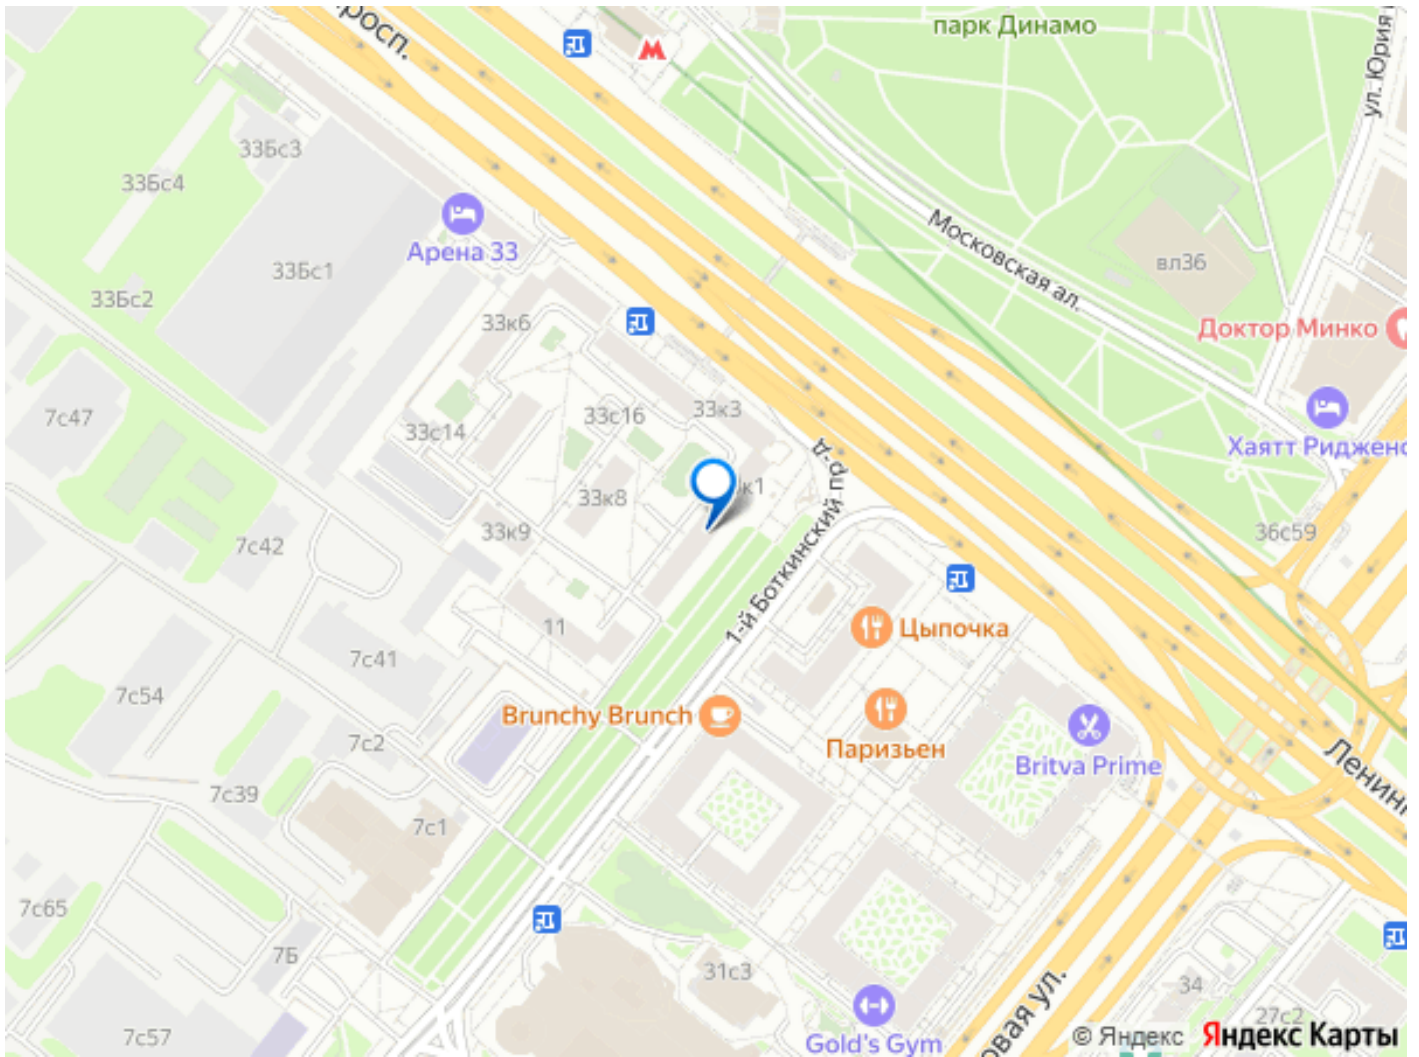 просп.
парк Динамо
ул. Юрия
33Бс3
33Бс4
Арена 33
Московская ал.
вл36
33Бс1
33Бс2
33к6
Доктор Минко
7с47
33с14
33с16
33к3
Хаятт Ридженс
1-й Боткинский пр-д
33к8
к1
33к9
36с59
7с42
11
Цыпочка
7с41
7с54
Brunchy Brunch
Паризьен
7с2
Britva Prime
Ленинг
7с39
7с1
7с65
7Б
31с3
34
27с2
7с57
Gold's Gym
овая ул.
© Яндекс Яндекс Карты